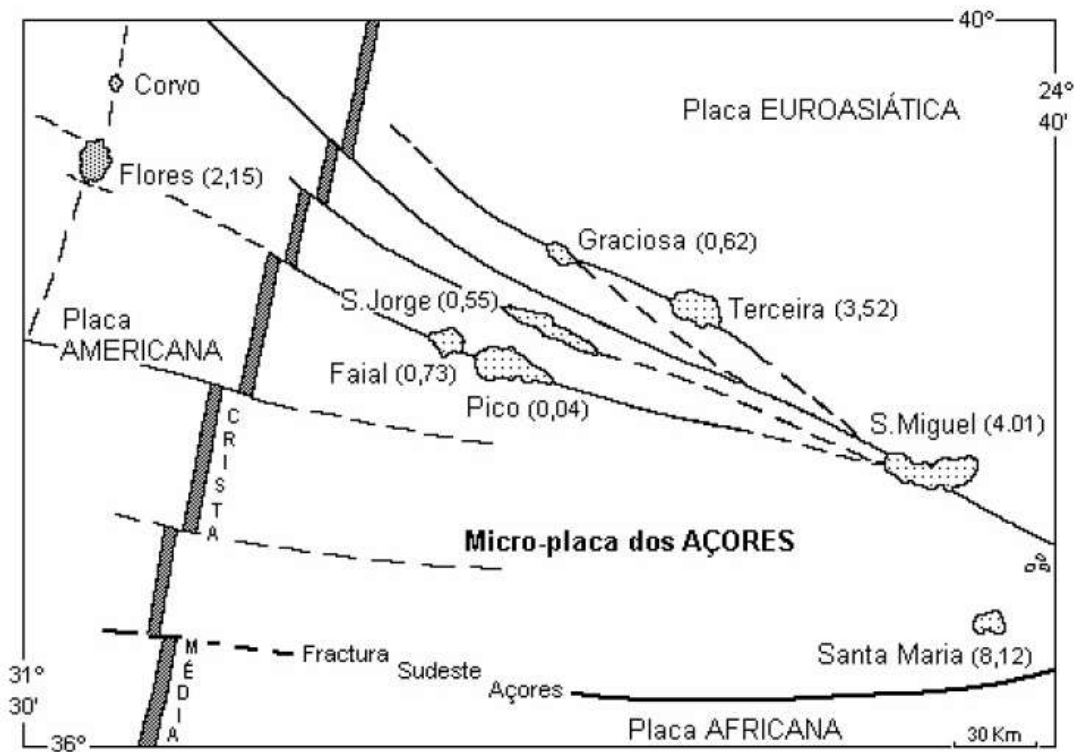 40°
Corvo
Placa EUROASIÁTICA
24°
40'
Flores (2,15)
Graciosa (0,62)
S.Jorge (0,55)
Terceira (3,52)
Placa
AMERICANA
Faial (0,73)
Pico (0,04)
S.Miguel (4.01)
CRISTA
Micro-placa dos AÇORES
MÉDIA
Fractura
Sudeste
Açores
Santa Maria (8,12)
31°
30'
Placa AFRICANA
30 Km
36°